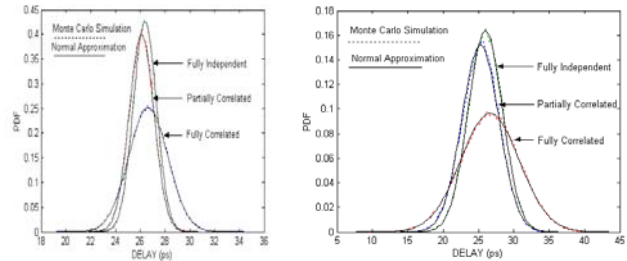 0.45
0.4
0.35
0.3
0.25
0.2
0.15
0.1
0.05
0
PDF
Monte Carlo Simulation
Normal Approximation
Fully Independent
Partially Correlated
Fully Correlated
18 20 22 24 26 28 30 32 34 36
DELAY (ps)
0.18
0.16
0.14
0.12
0.1
0.08
0.06
0.04
0.02
0
PDF
Monte Carlo Simulation
Normal Approximation
Fully Independent
Partially Correlated
Fully Correlated
5 10 15 20 25 30 35 40 45
DELAY (ps)